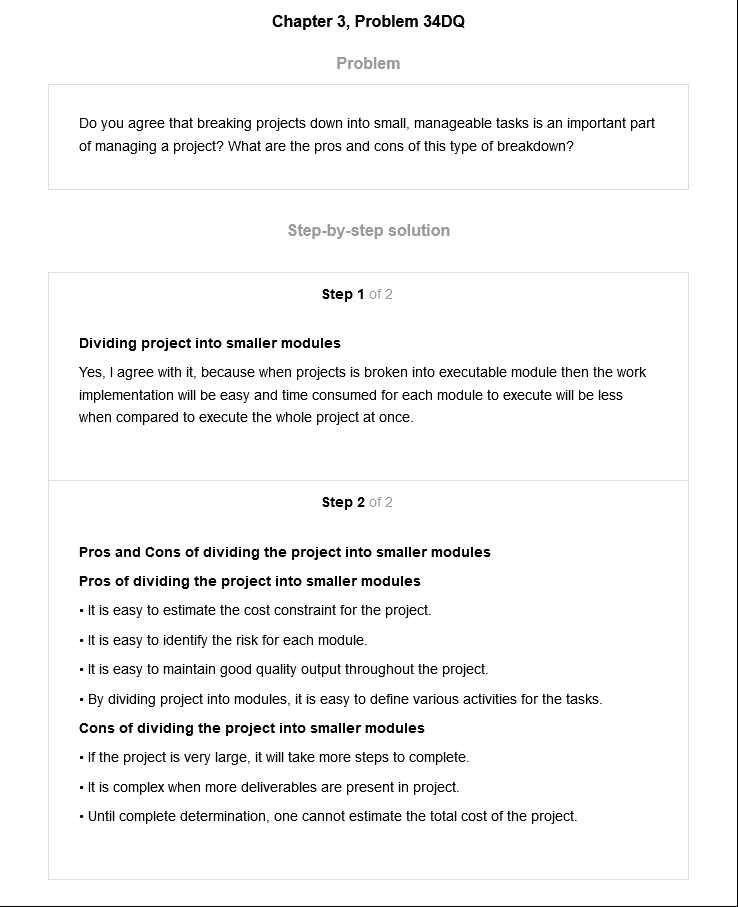 Chapter 3, Problem 34DQ
Problem
Do you agree that breaking projects down into small, manageable tasks is an important part
of managing a project? What are the pros and cons of this type of breakdown?
Step-by-step solution
Step 1 of 2
Dividing project into smaller modules
Yes, I agree with it, because when projects is broken into executable module then the work
implementation will be easy and time consumed for each module to execute will be less
when compared to execute the whole project at once.
Step 2 of 2
Pros and Cons of dividing the project into smaller modules
Pros of dividing the project into smaller modules
• It is easy to estimate the cost constraint for the project.
• It is easy to identify the risk for each module.
• It is easy to maintain good quality output throughout the project.
• By dividing project into modules, it is easy to define various activities for the tasks.
Cons of dividing the project into smaller modules
• If the project is very large, it will take more steps to complete.
• It is complex when more deliverables are present in project.
• Until complete determination, one cannot estimate the total cost of the project.